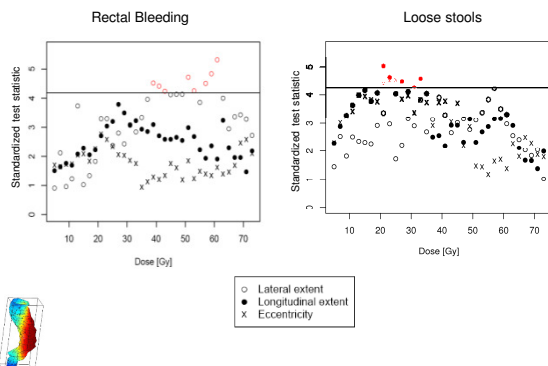 Rectal Bleeding
Loose stools
Standardized test statistic
0 1 2 3 4 5
10 20 30 40 50 60 70
Dose [Gy]
Standardized test statistic
0 1 2 3 4 5
10 20 30 40 50 60 70
Dose [Gy]
Lateral extent
Longitudinal extent
Eccentricity